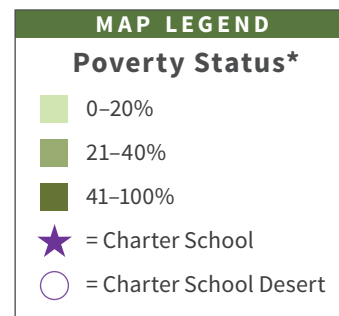 MAP LEGEND
Poverty Status*
0–20%
21–40%
41–100%
= Charter School
= Charter School Desert